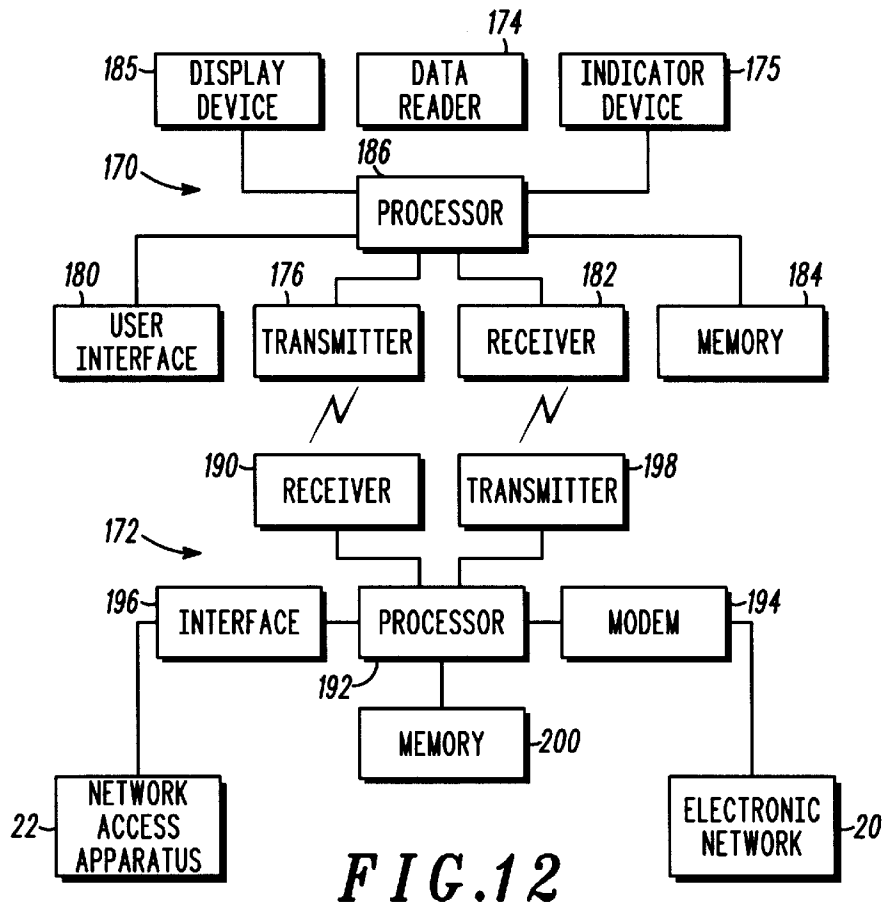 174
185
DISPLAY
DEVICE
DATA
READER
INDICATOR
DEVICE
175
170
186
PROCESSOR
180
USER
INTERFACE
176
TRANSMITTER
182
RECEIVER
184
MEMORY
190
RECEIVER
TRANSMITTER
198
172
196
INTERFACE
PROCESSOR
192
MODEM
194
MEMORY
200
22
NETWORK
ACCESS
APPARATUS
ELECTRONIC
NETWORK
20
FIG.12